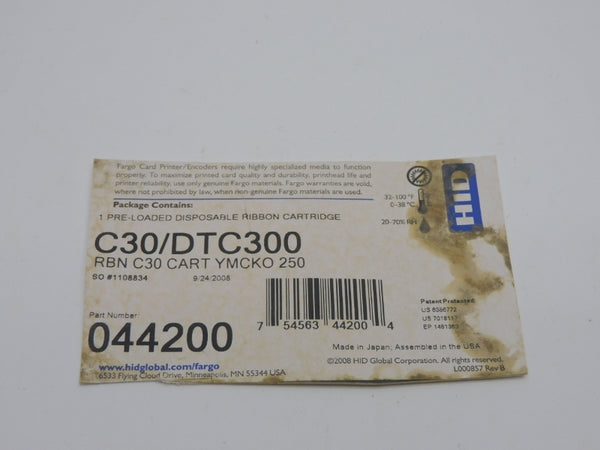 Fargo Card Printer/Encoders require highly specialized media to function
properly. To maximize printed card quality and durability, printhead life and
printer reliability, use only genuine Fargo materials. Fargo warranties are void,
where not prohibited by law, when non-genuine Fargo materials are used.
Package Contains:
1 PRE-LOADED DISPOSABLE RIBBON CARTRIDGE
32-100°F
0-38°C
20-70% RH
HID
C30/DTC300
RBN C30 CART YMCKO 250
SO #1108834
9.24.2008
Part Number:
044200
7 54563 44200 4
Patent Protected:
US
US
EP
Made in Japan; Assembled in the USA
www.hidglobal.com/fargo
6533 Flying Cloud Drive, Minneapolis, MN 55344 USA
©2008 HID Global Corporation. All rights reserved.
L000857 Rev B